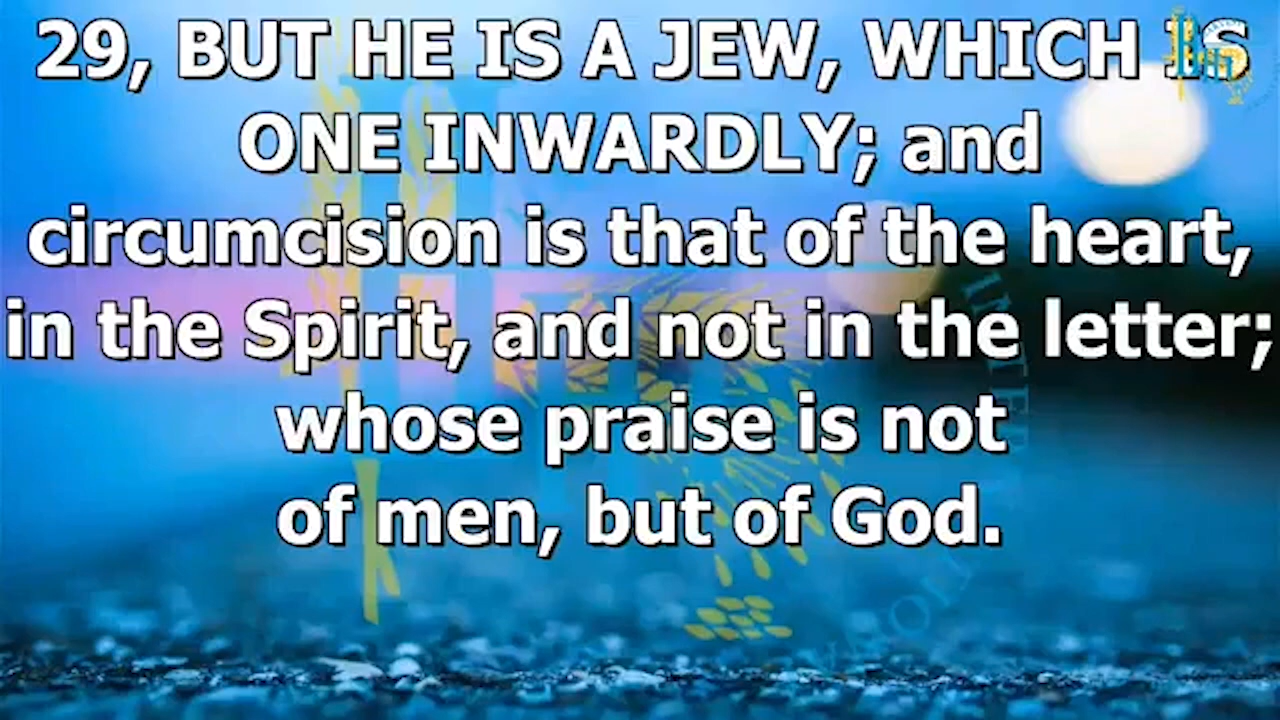 29, BUT HE IS A JEW, WHICH IS
ONE INWARDLY; and
circumcision is that of the heart,
in the Spirit, and not in the letter;
whose praise is not
of men, but of God.